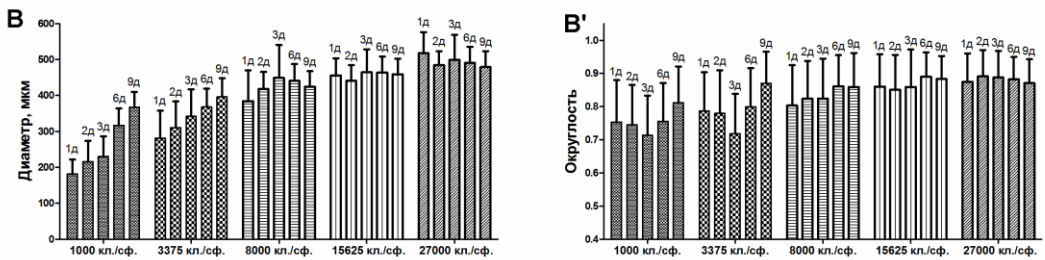 В
Диаметр, мкм
600
500
400
300
200
100
0
1д 2д 3д 6д 9д
1д 2д 3д 6д 9д
1д 2д 3д 6д 9д
1д 2д 3д 6д 9д
1д 2д 3д 6д 9д
1000 кл./сф. 3375 кл./сф. 8000 кл./сф. 15625 кл./сф. 27000 кл./сф.
В'
Округлость
1.0
0.9
0.8
0.7
0.6
0.5
0.4
1д 2д 3д 6д 9д
1д 2д 3д 6д 9д
1д 2д 3д 6д 9д
1д 2д 3д 6д 9д
1д 2д 3д 6д 9д
1000 кл./сф. 3375 кл./сф. 8000 кл./сф. 15625 кл./сф. 27000 кл./сф.